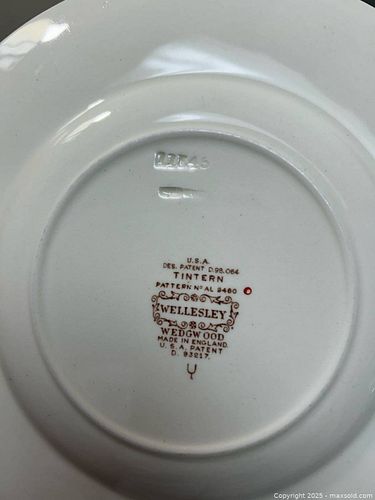 U.S.A.
DES. PATENT D.98.064
TINTERN
PATTERN Nº AL 9460
WELLESLEY
WEDGWOOD
MADE IN ENGLAND
U.S.A. PATENT
D. 93217.
Copyright 2025 - maxsold.com